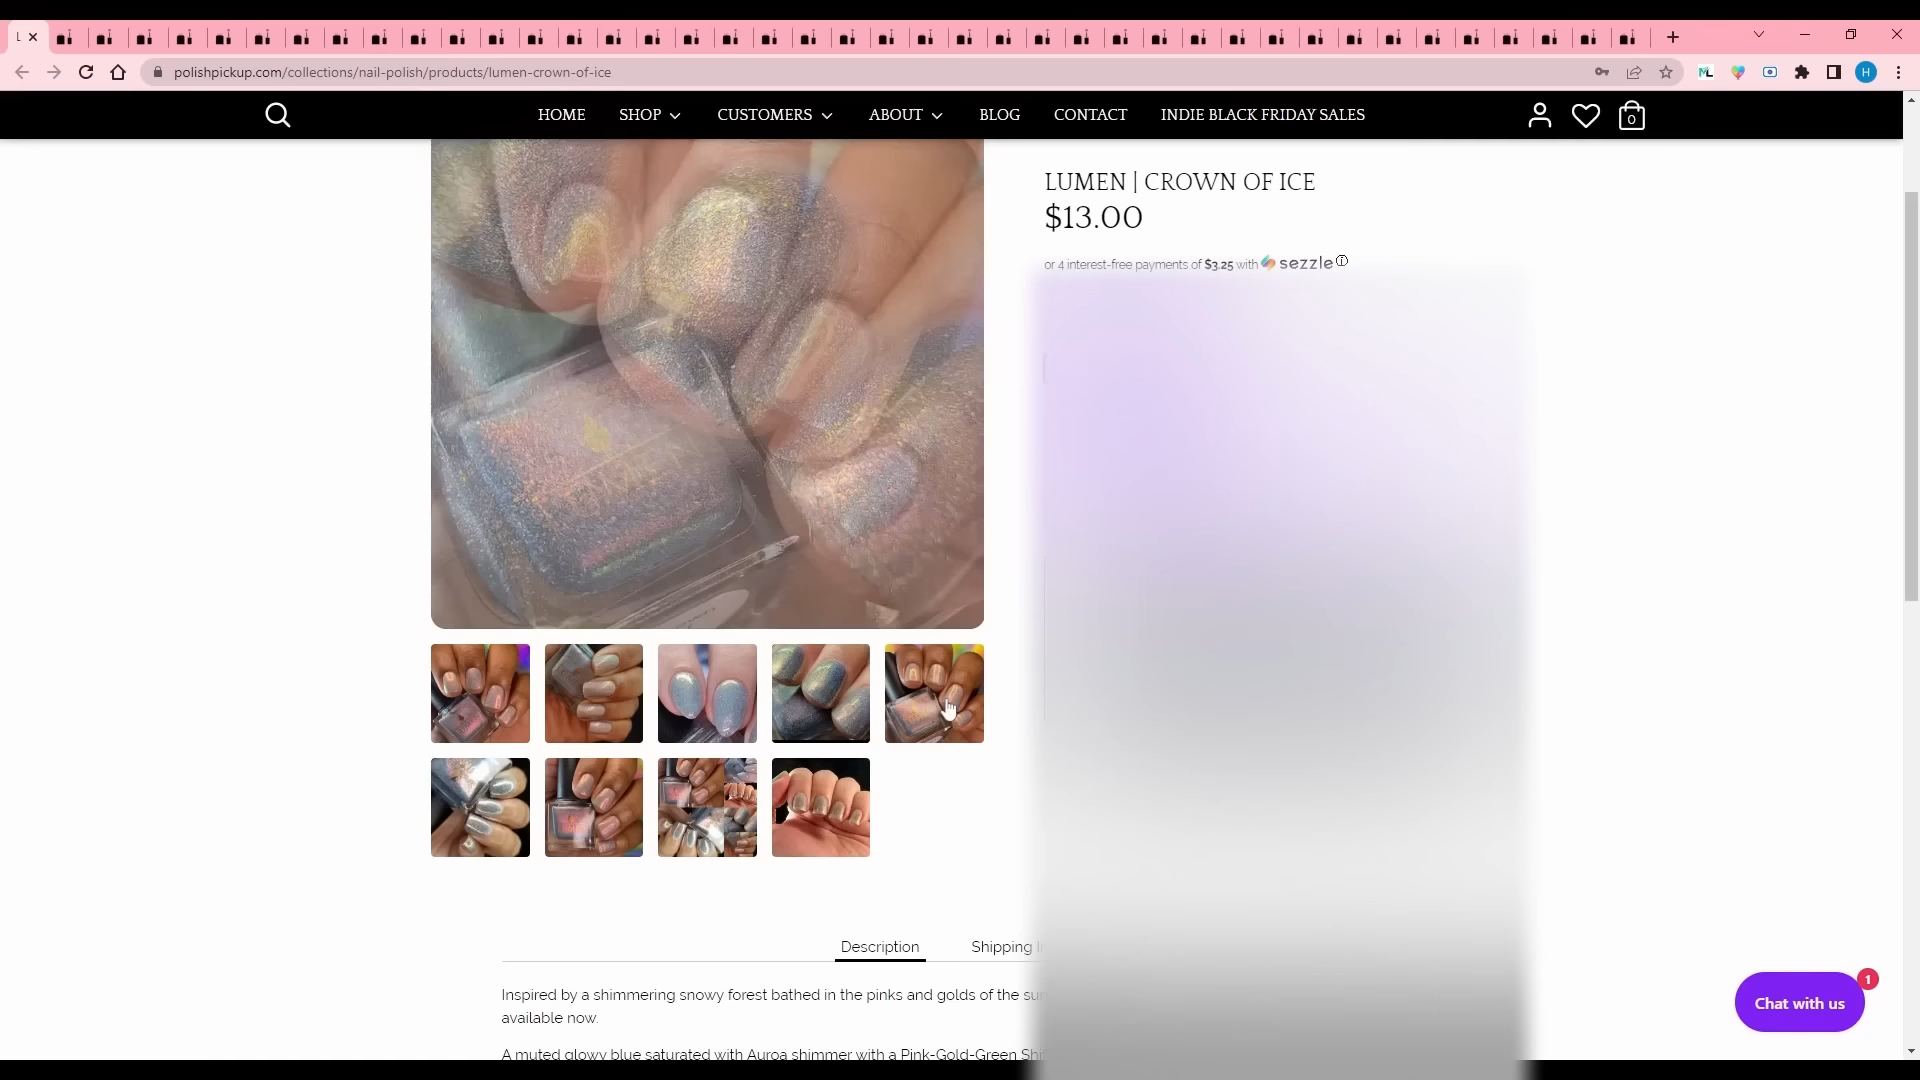 L
polishpickup.com/collections/nail-polish/products/lumen-crown-of-ice
H
HOME SHOP CUSTOMERS ABOUT BLOG CONTACT INDIE BLACK FRIDAY SALES
0
LUMEN | CROWN OF ICE
$13.00
or 4 interest-free payments of $3.25 with sezzle
Description Shipping
Inspired by a shimmering snowy forest bathed in the pinks and golds of the
available now.
A muted glowy blue saturated with Auroa shimmer with a Pink-Gold-Green
1
Chat with us